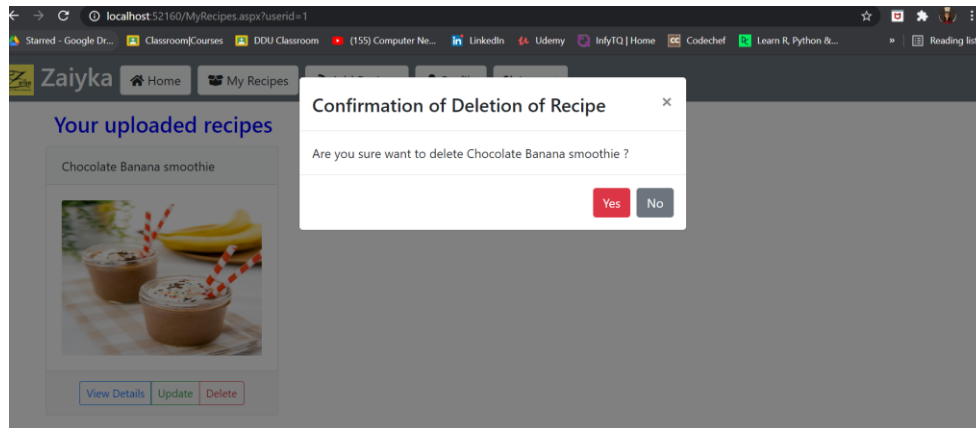 localhost:52160/MyRecipes.aspx?userid=1
Starred - Google Dr... Classroom|Courses DDU Classroom (155) Computer Ne... LinkedIn Udemy InfyTQ | Home Codechef Learn R, Python &... » Reading list
Zaiyka Home My Recipes
Confirmation of Deletion of Recipe ×
Your uploaded recipes
Are you sure want to delete Chocolate Banana smoothie ?
Chocolate Banana smoothie
Yes No
View Details Update Delete